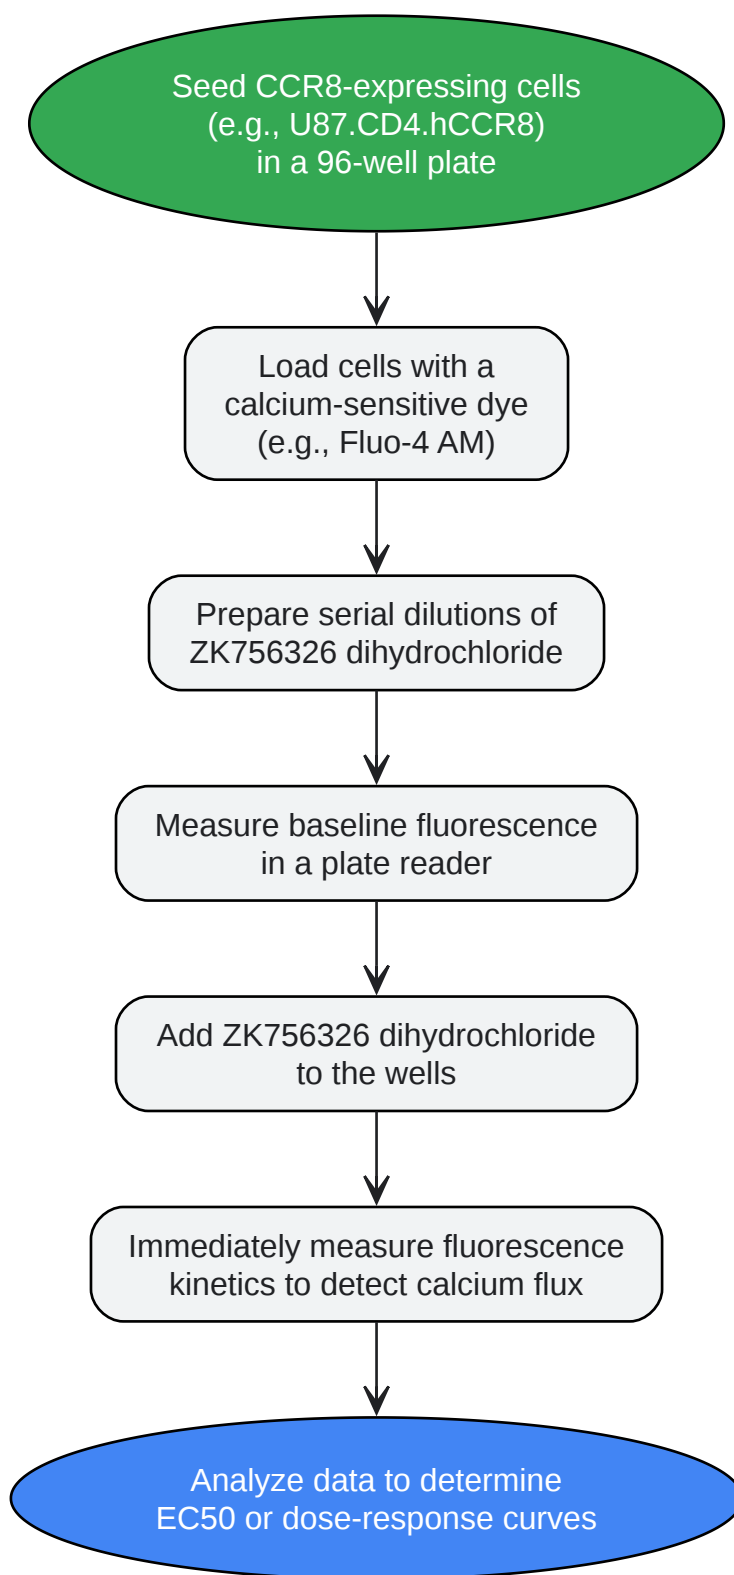 Seed CCR8-expressing cells
(e.g., U87.CD4.hCCR8)
in a 96-well plate
Load cells with a
calcium-sensitive dye
(e.g., Fluo-4 AM)
Prepare serial dilutions of
ZK756326 dihydrochloride
Measure baseline fluorescence
in a plate reader
Add ZK756326 dihydrochloride
to the wells
Immediately measure fluorescence
kinetics to detect calcium flux
Analyze data to determine
EC50 or dose-response curves